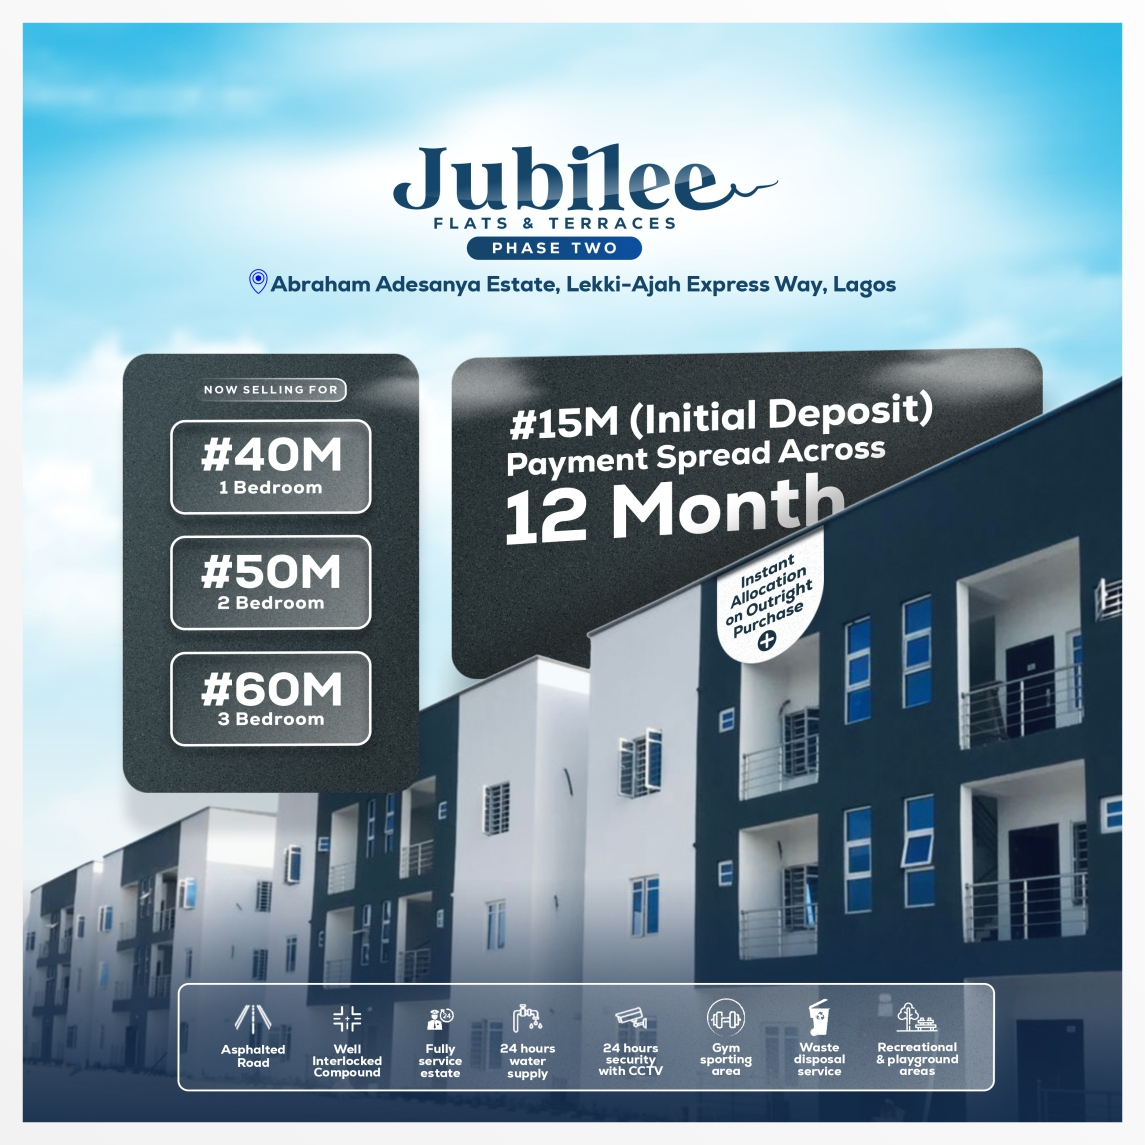 Jubilee
FLATS & TERRACES
PHASE TWO
Abraham Adesanya Estate, Lekki-Ajah Express Way, Lagos
NOW SELLING FOR
#40M
1 Bedroom
#50M
2 Bedroom
#60M
3 Bedroom
#15M (Initial Deposit)
Payment Spread Across
12 Month
Instant
Allocation
on Outright
Purchase
+
Asphalted
Road
Well
Interlocked
Compound
Fully
service
estate
24
24 hours
water
supply
24 hours
security
with CCTV
Gym
sporting
area
Waste
disposal
service
Recreational
& playground
areas